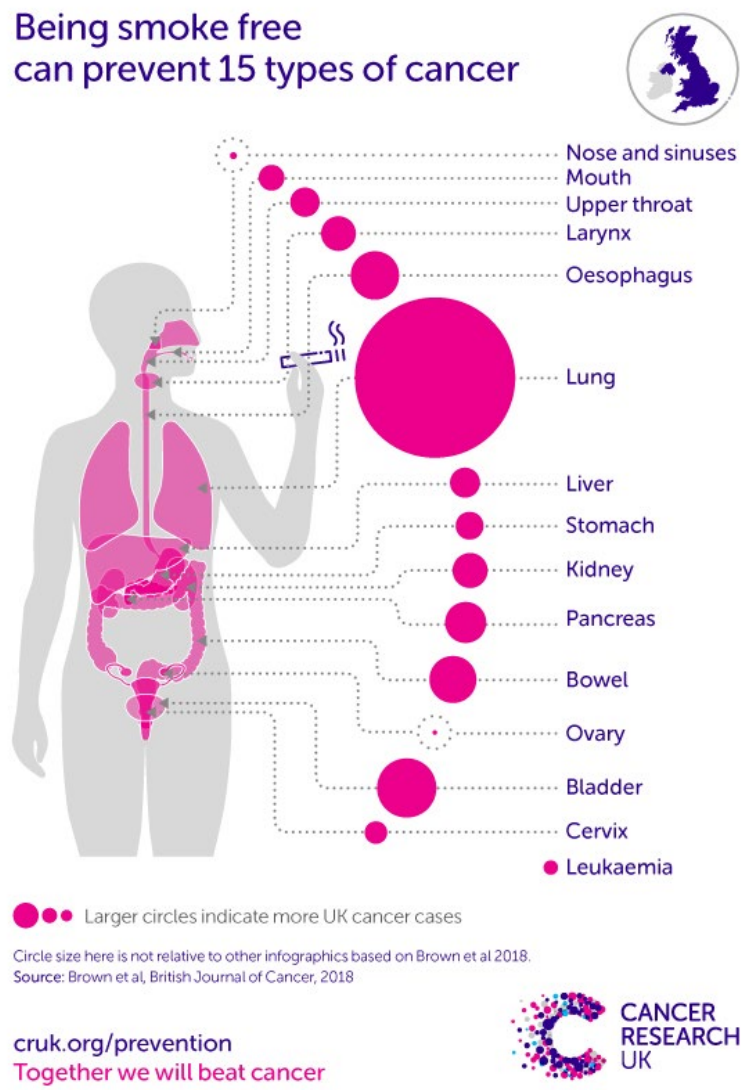 Being smoke free
can prevent 15 types of cancer
Nose and sinuses
Mouth
Upper throat
Larynx
Oesophagus
Lung
Liver
Stomach
Kidney
Pancreas
Bowel
Ovary
Bladder
Cervix
Leukaemia
Larger circles indicate more UK cancer cases
Circle size here is not relative to other infographics based on Brown et al 2018.
Source: Brown et al, British Journal of Cancer, 2018
cruk.org/prevention
Together we will beat cancer
CANCER
RESEARCH
UK